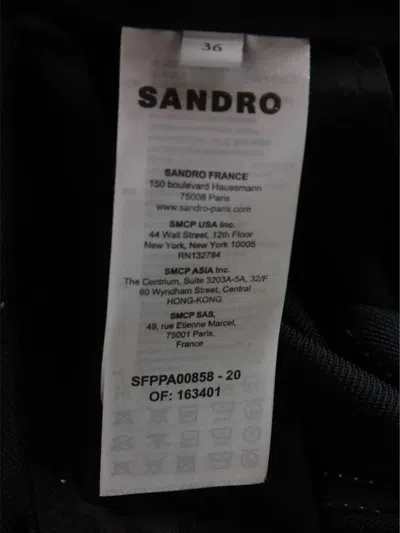 36
SANDRO
SANDRO FRANCE
150 boulevard Haussmann
75008 Paris
www.sandro-paris.com
SMCP USA Inc.
44 Wall Street, 12th Floor
New York, New York 10005
RN132784
SMCP ASIA Inc.
The Centrium, Suite 3203A-5A, 32/F
60 Wyndham Street, Central
HONG-KONG
SMCP SAS,
49, rue Etienne Marcel,
75001 Paris,
France
SFPPA00858 - 20
OF: 163401